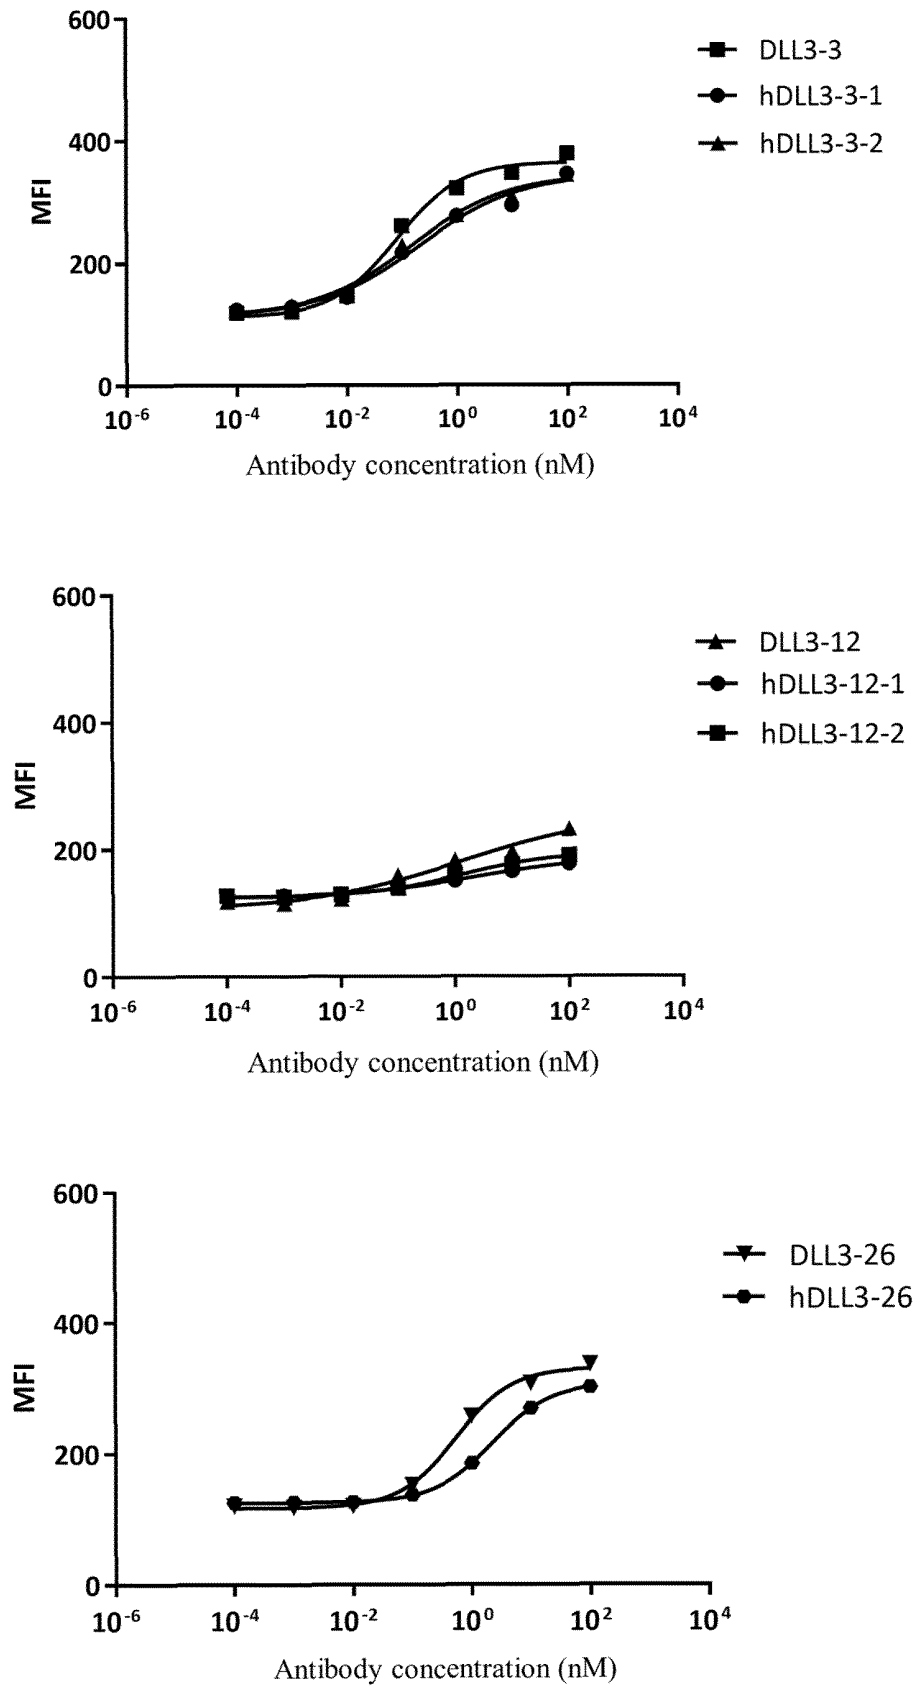 600
400
200
0
MFI
10-6
10-4
10-2
100
102
104
Antibody concentration (nM)
DLL3-3
hDLL3-3-1
hDLL3-3-2
600
400
200
0
MFI
10-6
10-4
10-2
100
102
104
Antibody concentration (nM)
DLL3-12
hDLL3-12-1
hDLL3-12-2
600
400
200
0
MFI
10-6
10-4
10-2
100
102
104
Antibody concentration (nM)
DLL3-26
hDLL3-26